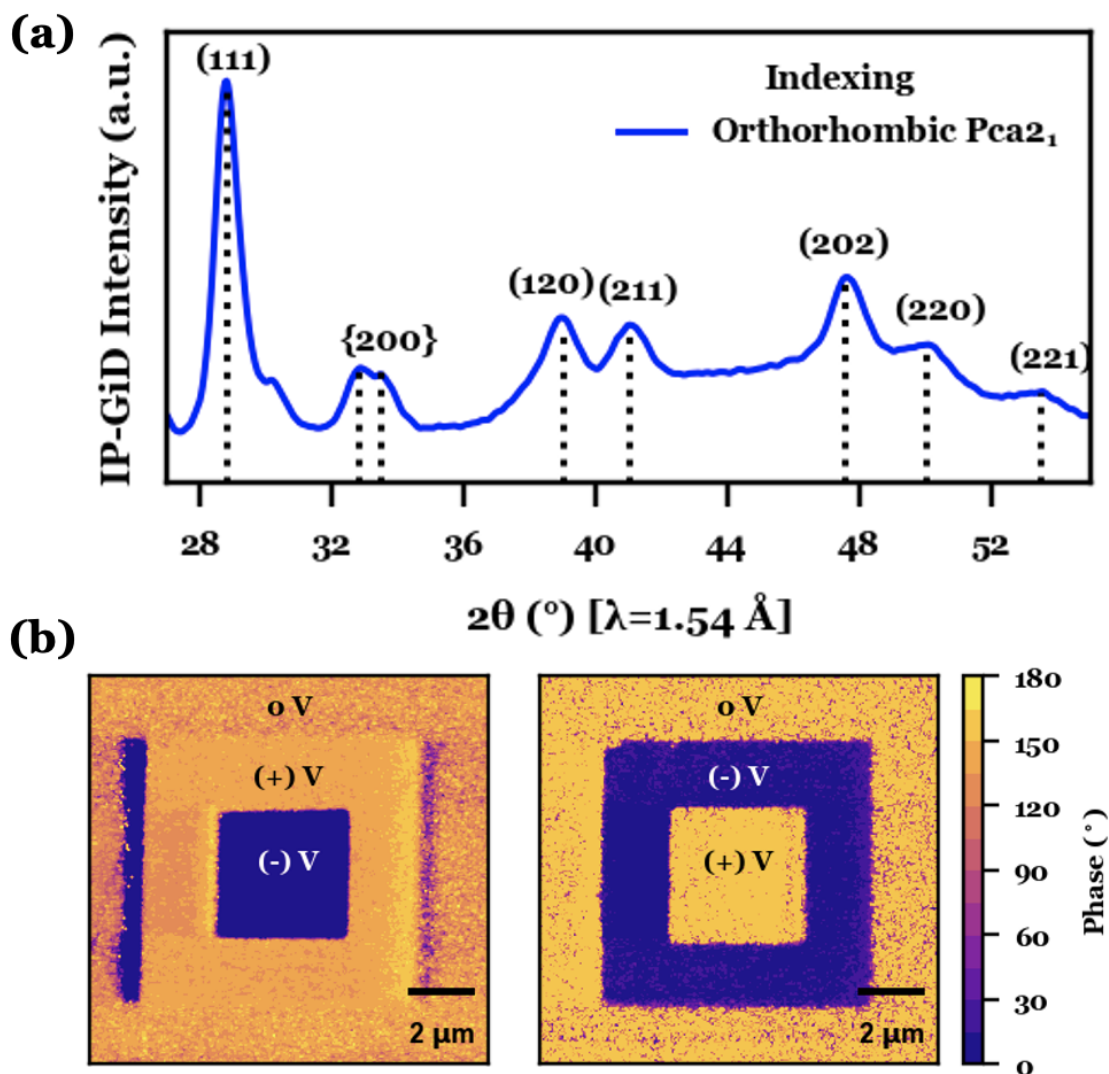 (a)
IP-GiD Intensity (a.u.)
(111)
{200}
(120)
(211)
(202)
(220)
(221)
Indexing
Orthorhombic Pca2₁
28 32 36 40 44 48 52
2θ (°) [λ=1.54 Å]
(b)
0 V
(+) V
(-) V
2 μm
0 V
(-) V
(+) V
2 μm
180
150
120
90
60
30
0
Phase (°)